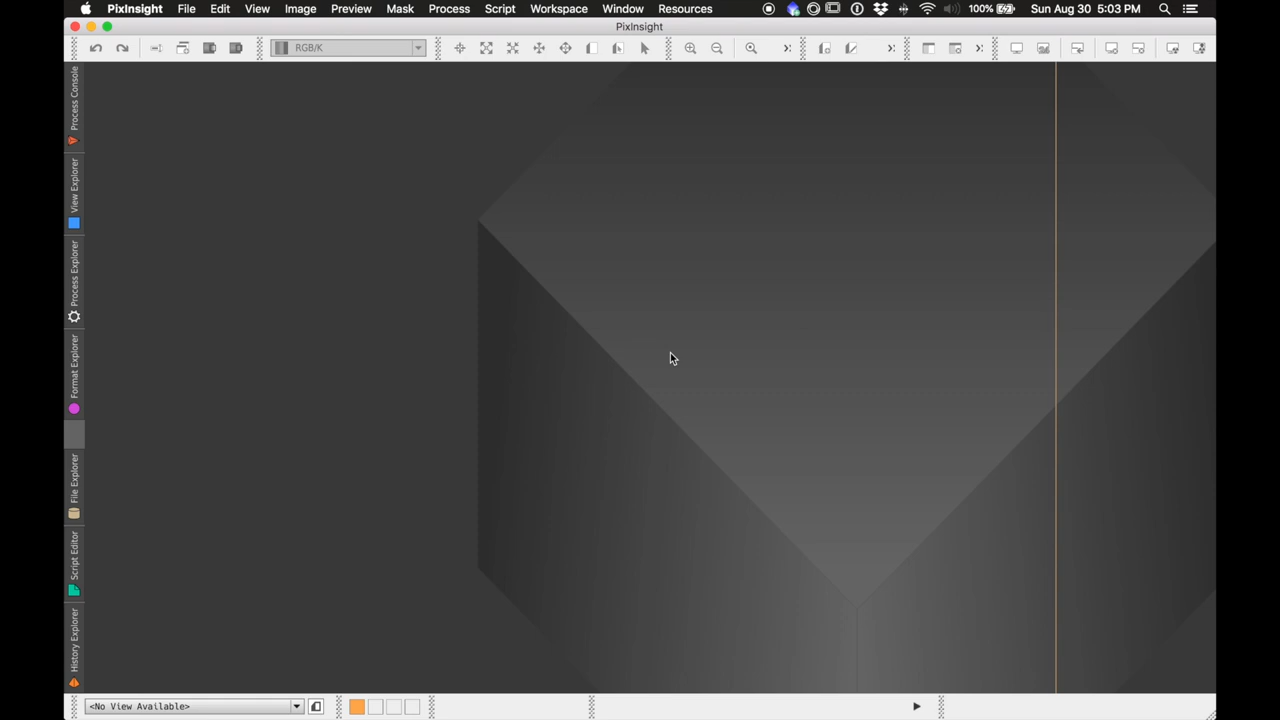 PixInsight File Edit View Image Preview Mask Process Script Workspace Window Resources 100% Sun Aug 30 5:03 PM
PixInsight
RGB/K
Process Console
View Explorer
Process Explorer
Format Explorer
File Explorer
Script Editor
History Explorer
<No View Available>